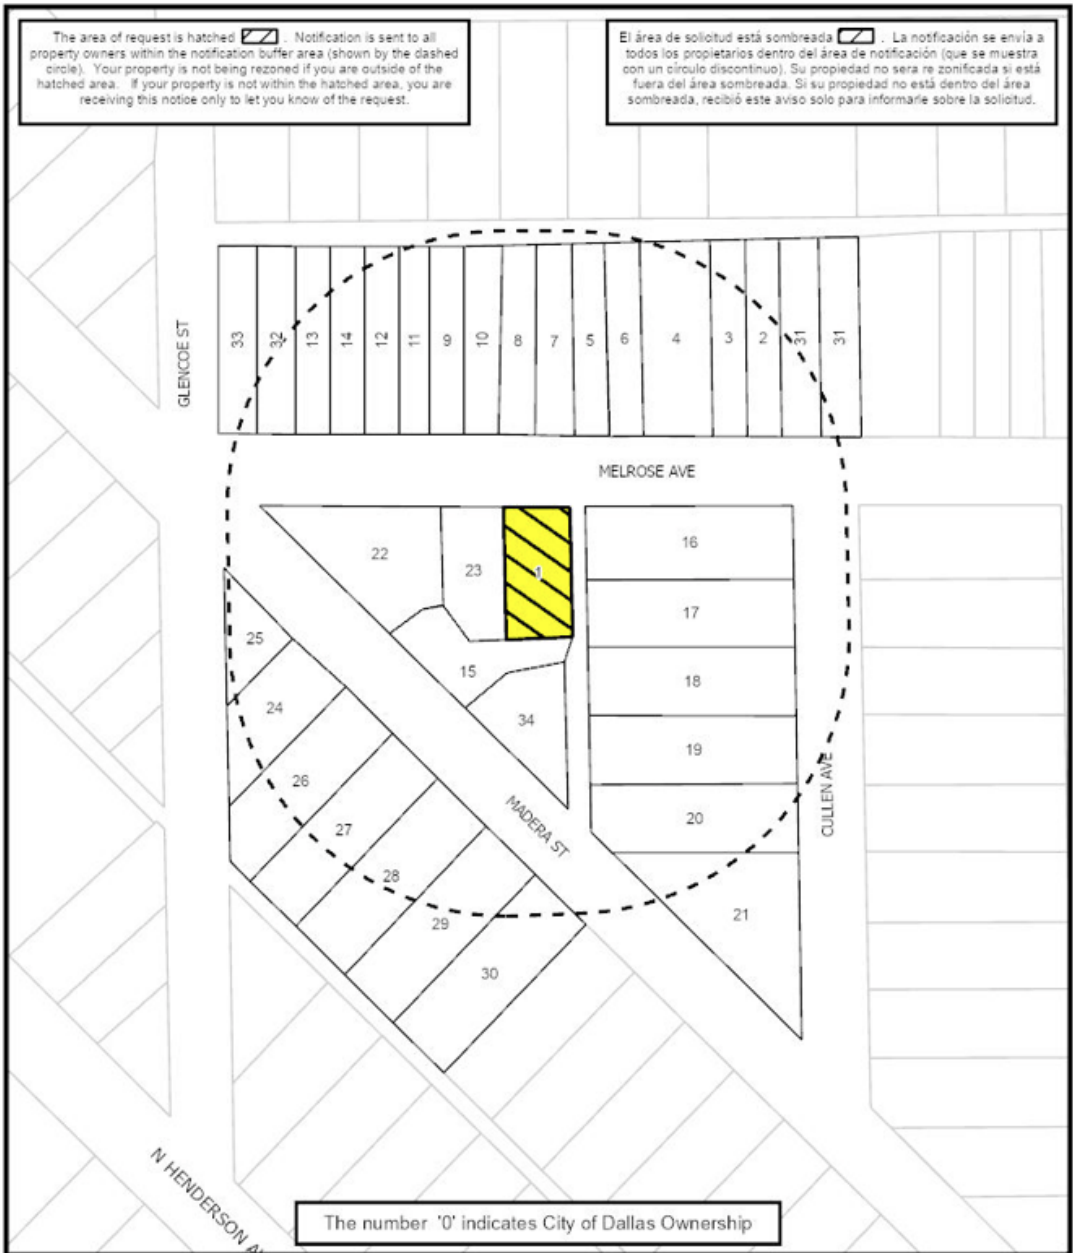 The area of request is hatched . Notification is sent to all
property owners within the notification buffer area (shown by the dashed
circle). Your property is not being rezoned if you are outside of the
hatched area. If your property is not within the hatched area, you are
receiving this notice only to let you know of the request.
El área de solicitud está sombreada . La notificación se envía a
todos los propietarios dentro del área de notificación (que se muestra
con un círculo discontinuo). Su propiedad no sera re zonificada si está
fuera del área sombreada. Si su propiedad no está dentro del área
sombreada, recibió este aviso solo para informarle sobre la solicitud.
GLENCOE ST
33
32
13
14
12
11
9
10
8
7
5
6
4
3
2
31
31
MELROSE AVE
22
23
1
16
17
25
15
18
24
34
19
26
MADERA ST
20
CULLEN AVE
27
28
29
21
30
N HENDERSON AV
The number '0' indicates City of Dallas Ownership